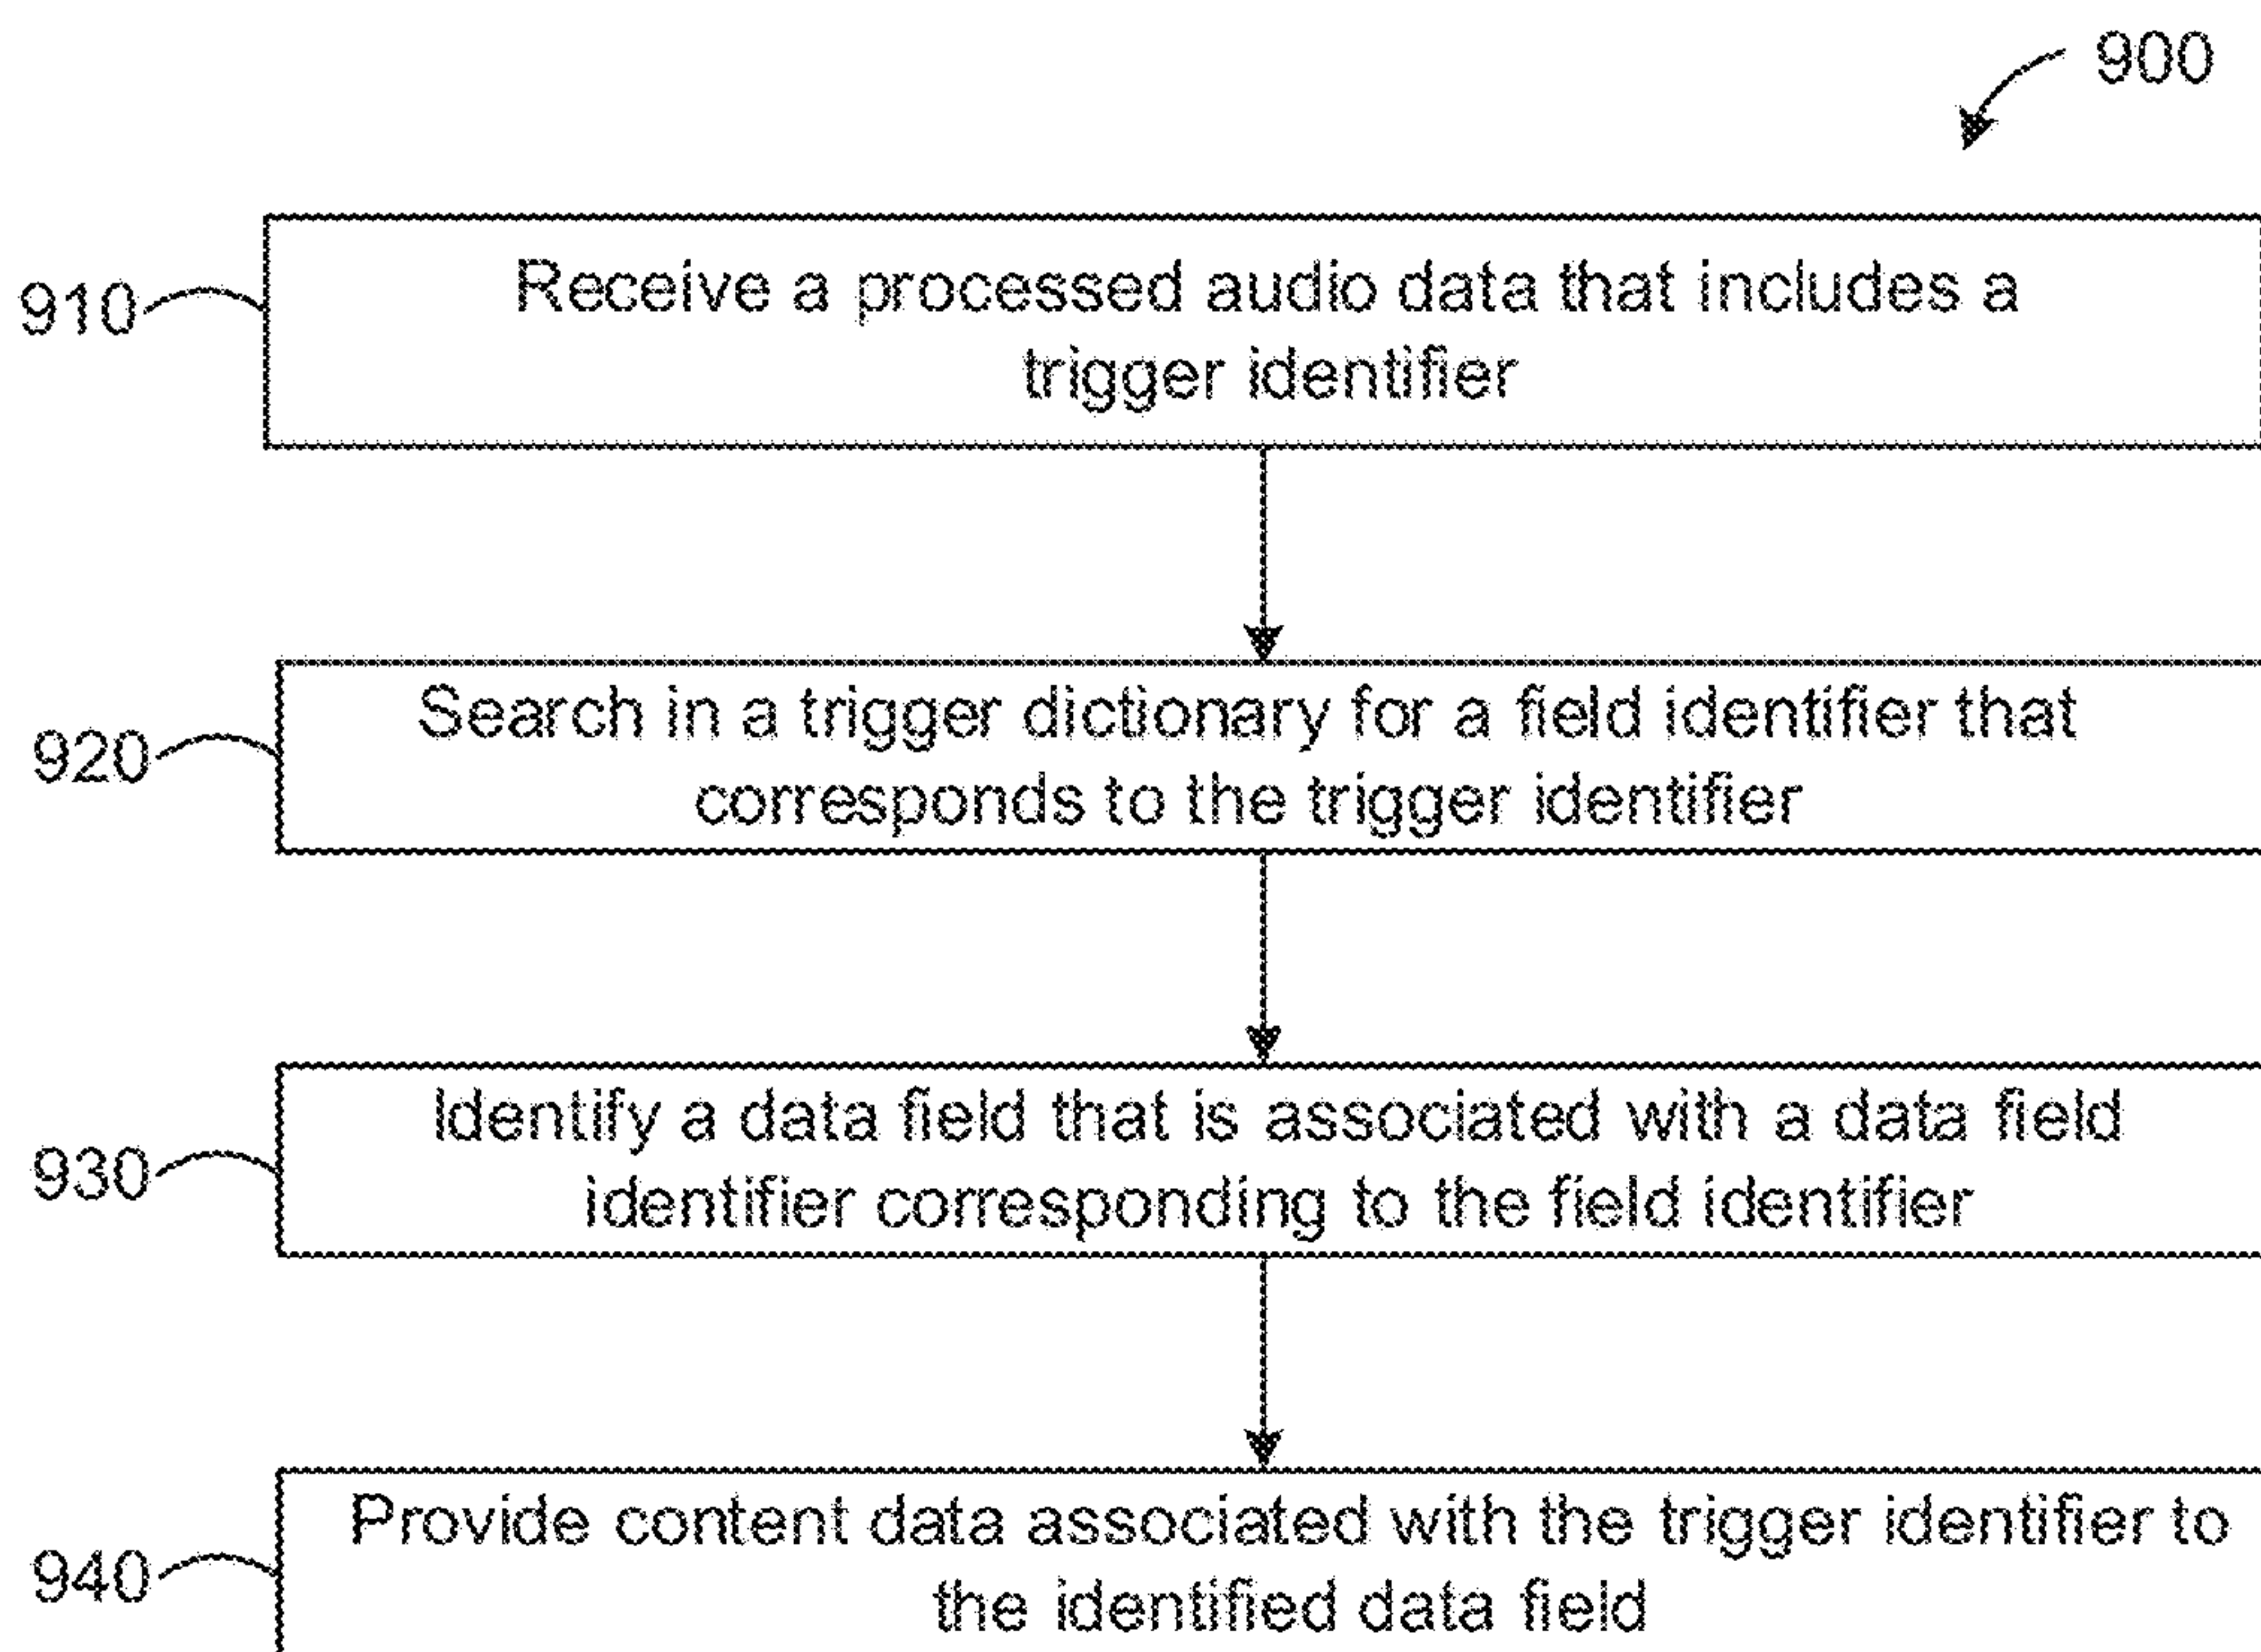 900
910
Receive a processed audio data that includes a
trigger identifier
920
Search in a trigger dictionary for a field identifier that
corresponds to the trigger identifier
930
Identify a data field that is associated with a data field
identifier corresponding to the field identifier
940
Provide content data associated with the trigger identifier to
the identified data field